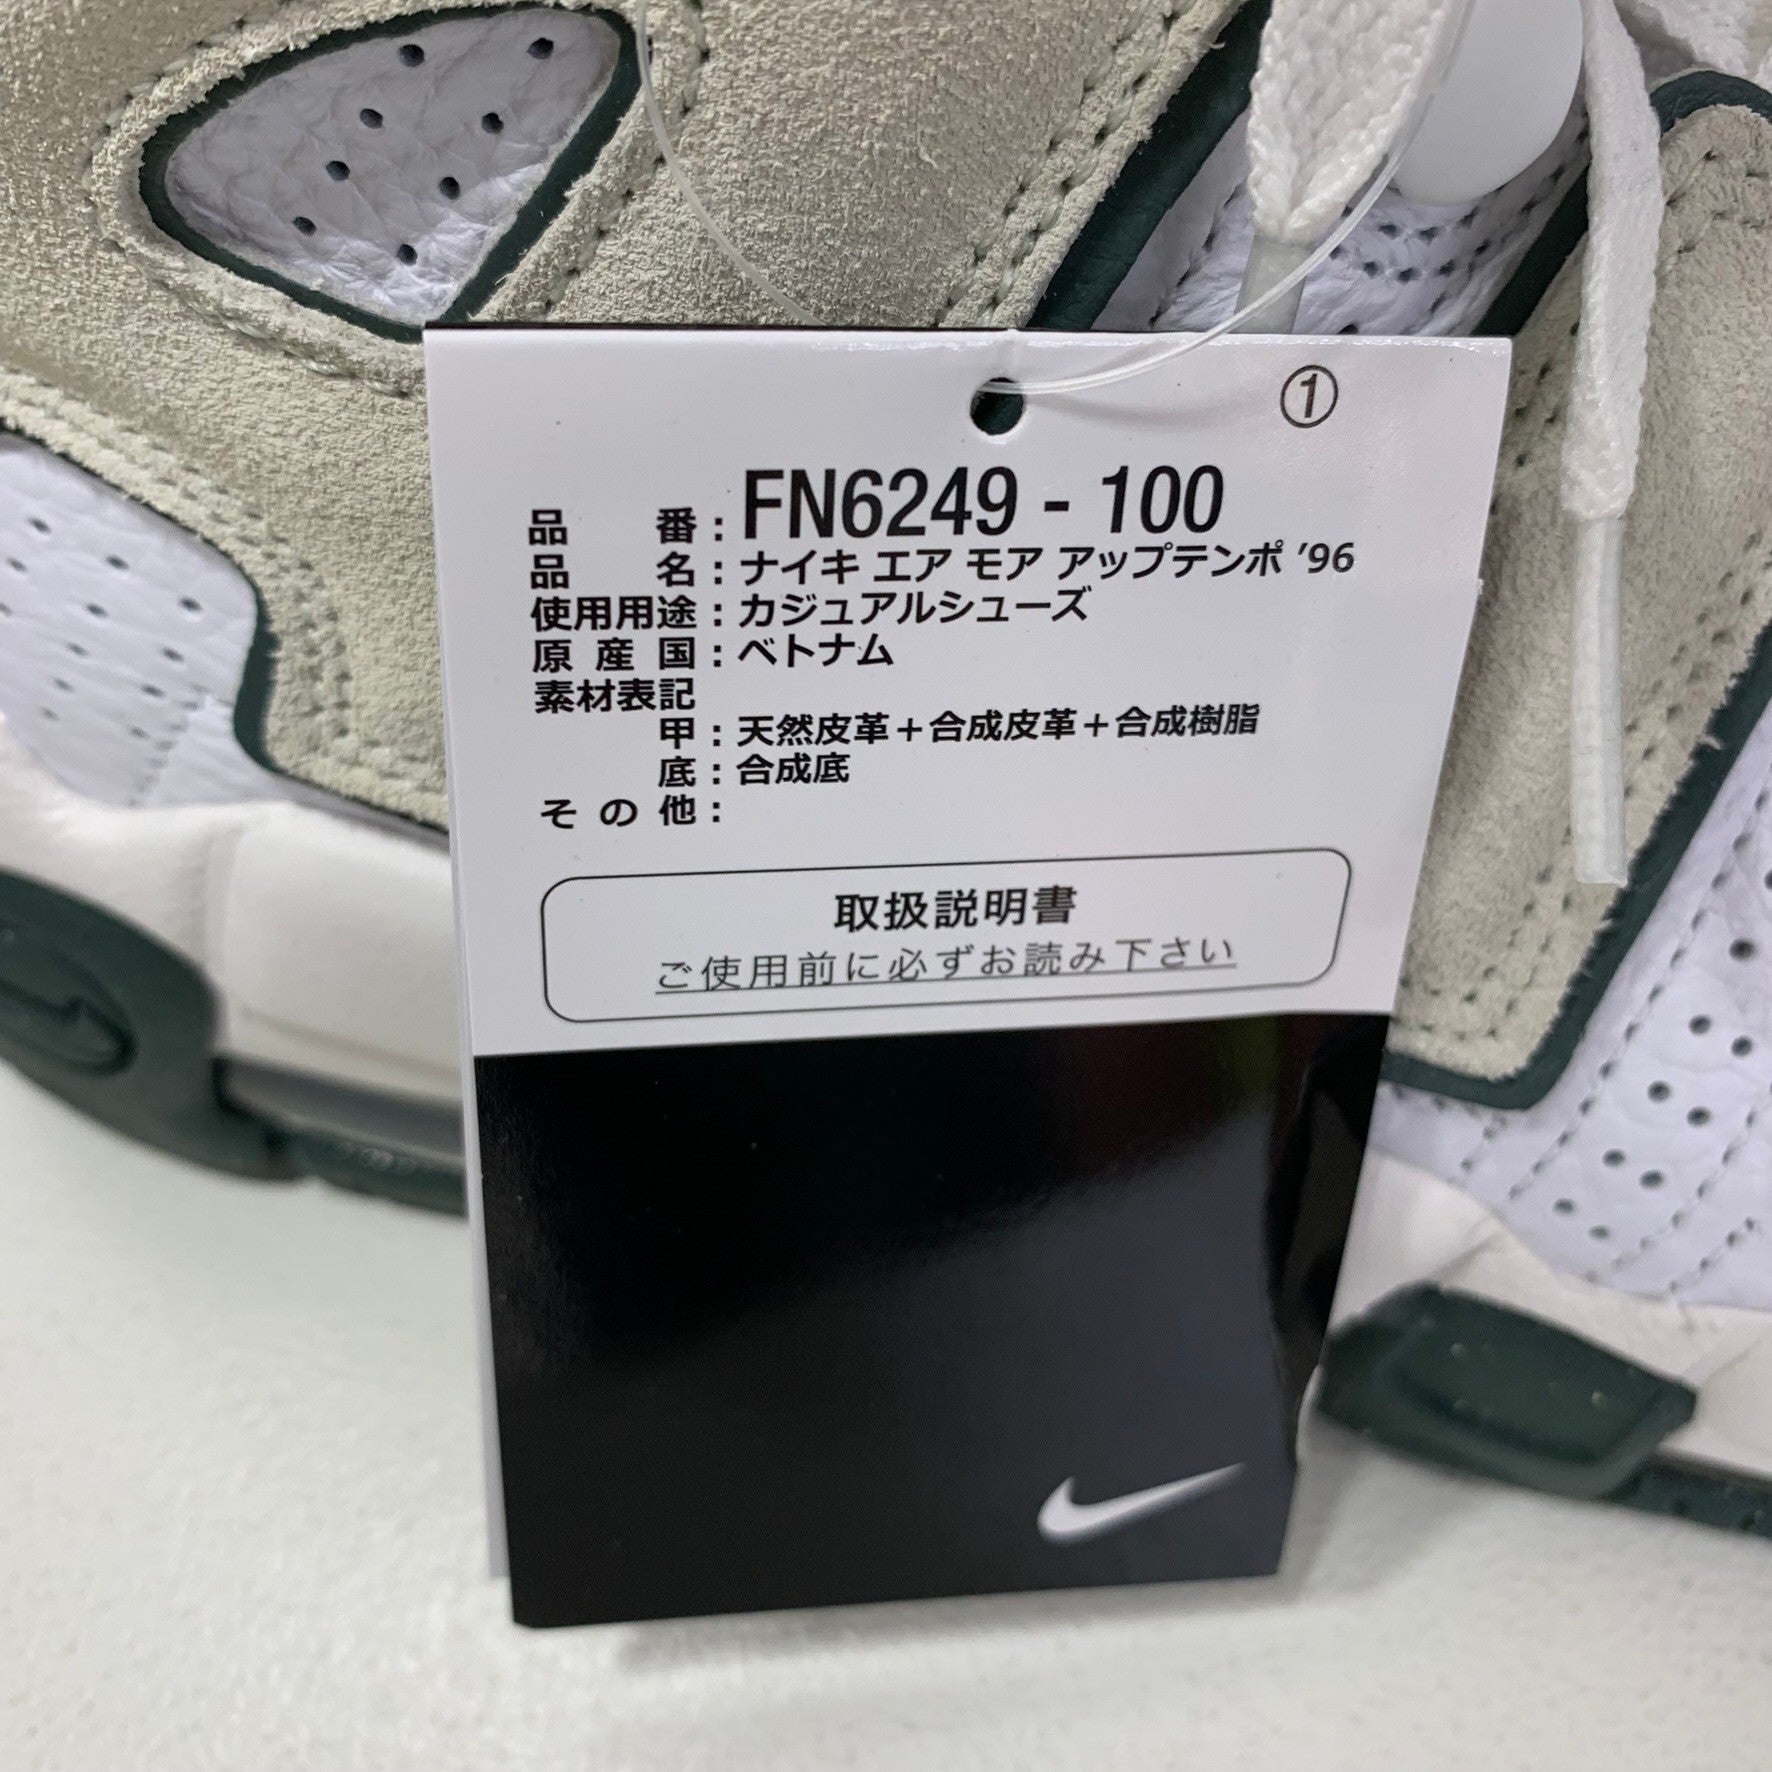 ①
品番：FN6249 - 100
品名：ナイキ エア モア アップテンポ ’96
使用用途：カジュアルシューズ
原産国：ベトナム
素材表記
甲：天然皮革＋合成皮革＋合成樹脂
底：合成底
その他：
取扱説明書
ご使用前に必ずお読み下さい